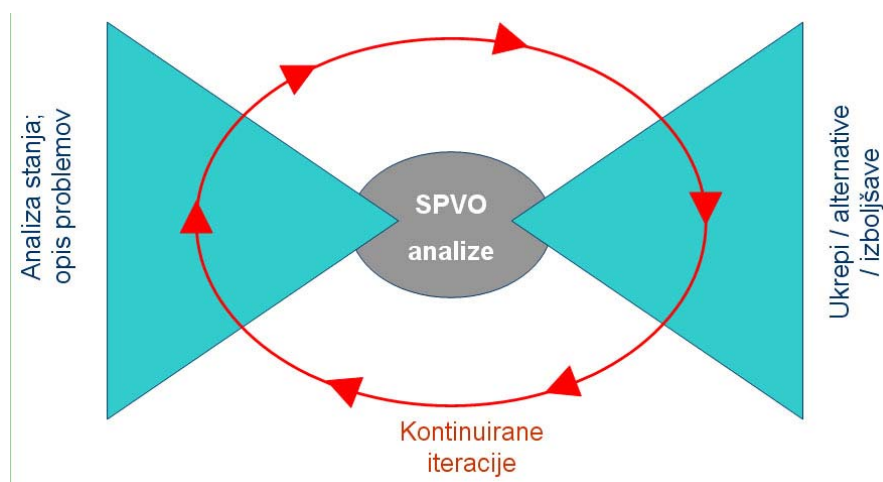 Analiza stanja;
opis problemov
SPVO
analize
Ukrepi / alternative
/ izboljšave
Kontinuirane
iteracije